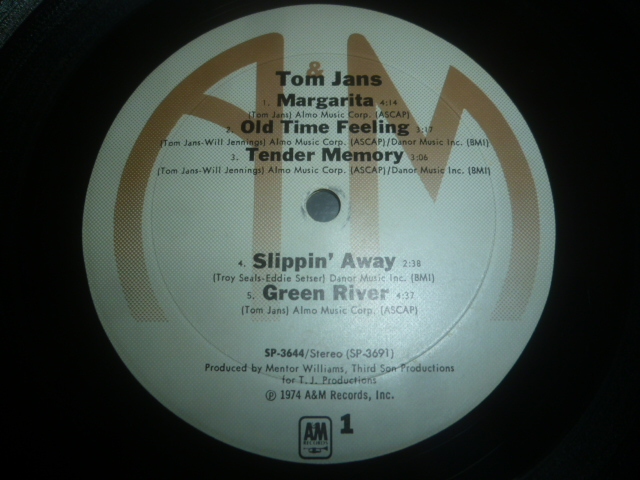 A&M
Tom Jans
1. Margarita 4:14
(Tom Jans) Almo Music Corp. (ASCAP)
2. Old Time Feeling 3:17
(Tom Jans-Will Jennings) Almo Music Corp. (ASCAP)/Danor Music Inc. (BMI)
3. Tender Memory 3:06
(Tom Jans-Will Jennings) Almo Music Corp. (ASCAP)/Danor Music Inc. (BMI)
4. Slippin' Away 2:38
(Troy Seals-Eddie Setser) Danor Music Inc. (BMI)
5. Green River 4:37
(Tom Jans) Almo Music Corp. (ASCAP)
SP-3644/Stereo (SP-3691)
Produced by Mentor Williams, Third Son Productions
for T. J. Productions
℗ 1974 A&M Records, Inc.
AM 1
RECORDS